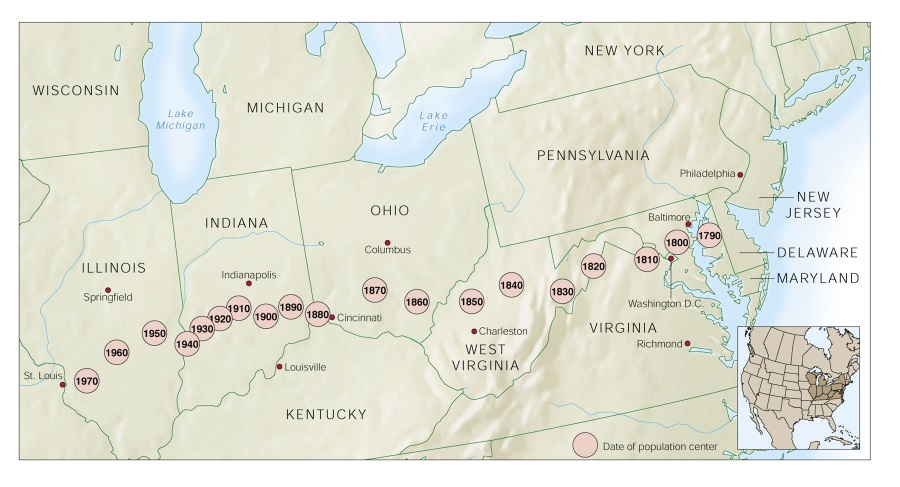 NEW YORK
WISCONSIN
MICHIGAN
Lake
Michigan
Lake
Erie
PENNSYLVANIA
Philadelphia
NEW
JERSEY
OHIO
INDIANA
Baltimore
1790
1800
Columbus
DELAWARE
1810
1820
ILLINOIS
Indianapolis
MARYLAND
Springfield
1840
1870
1830
1860
1850
Washington D.C.
1890
1910
1880
1900
Cincinnati
1920
1930
Charleston
VIRGINIA
1950
1940
Richmond
WEST
VIRGINIA
1960
Louisville
St. Louis
1970
KENTUCKY
Date of population center